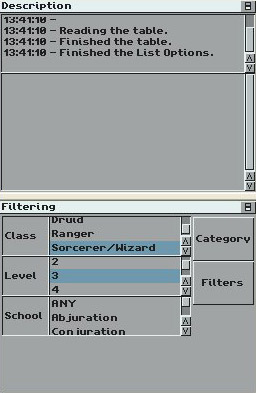 Description
13:41:10 -
13:41:10 - Reading the table.
13:41:10 - Finished the table.
13:41:10 - Finished the List Options.
Filtering
Class
Druid
Ranger
Sorcerer/Wizard
Category
Level
2
3
4
Filters
School
ANY
Abjuration
Conjuration